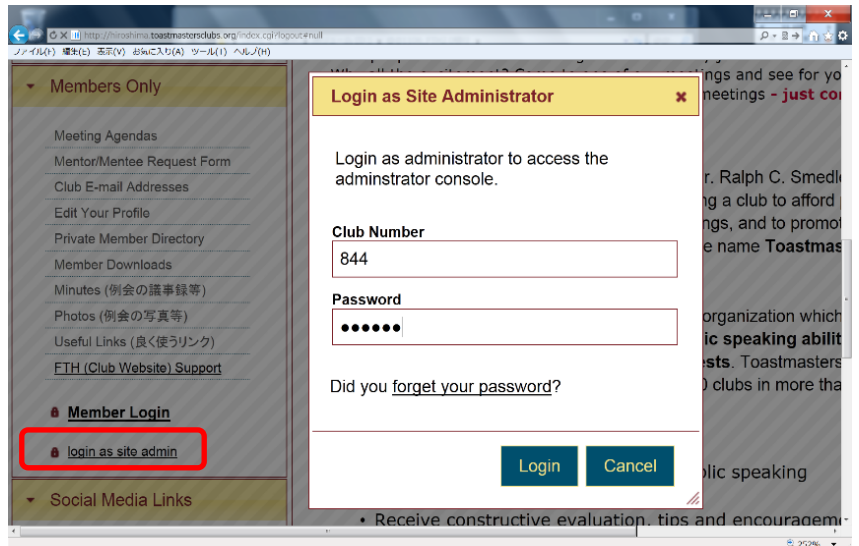 http://hiroshima.toastmastersclubs.org/index.cgi?logout#null
ファイル(F) 編集(E) 表示(V) お気に入り(A) ツール(T) ヘルプ(H)
Members Only
Meeting Agendas
Mentor/Mentee Request Form
Club E-mail Addresses
Edit Your Profile
Private Member Directory
Member Downloads
Minutes (例会の議事録等)
Photos (例会の写真等)
Useful Links (良く使うリンク)
FTH (Club Website) Support
Member Login
login as site admin
Social Media Links
Login as Site Administrator
Login as administrator to access the
adminstrator console.
Club Number
844
Password
●●●●●●
Did you forget your password?
Login Cancel
ngs and see for yo
meetings - just co
r. Ralph C. Smedl
ng a club to afford
ngs, and to promot
e name Toastmas
organization which
ic speaking abilit
sts. Toastmasters
0 clubs in more tha
blic speaking
• Receive constructive evaluation, tips and encouragem
252%